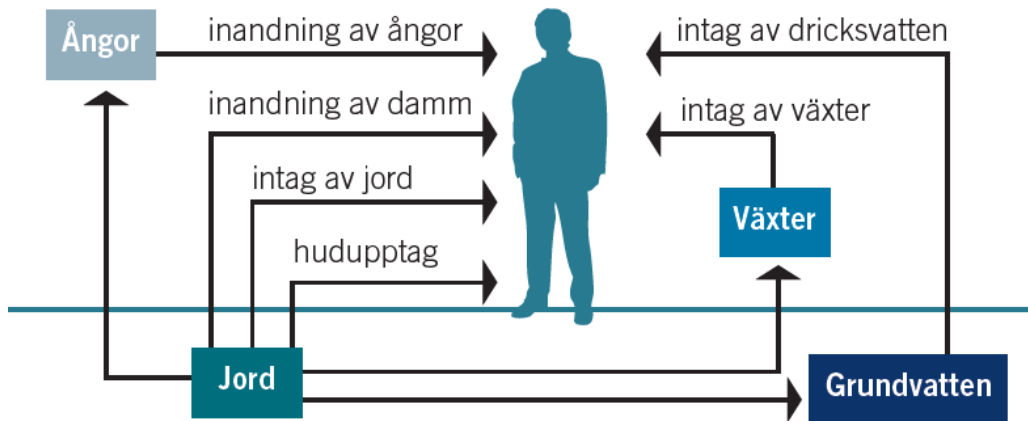 Ångor
inandning av ångor
intag av dricksvatten
inandning av damm
intag av växter
intag av jord
Växter
hudupptag
Jord
Grundvatten